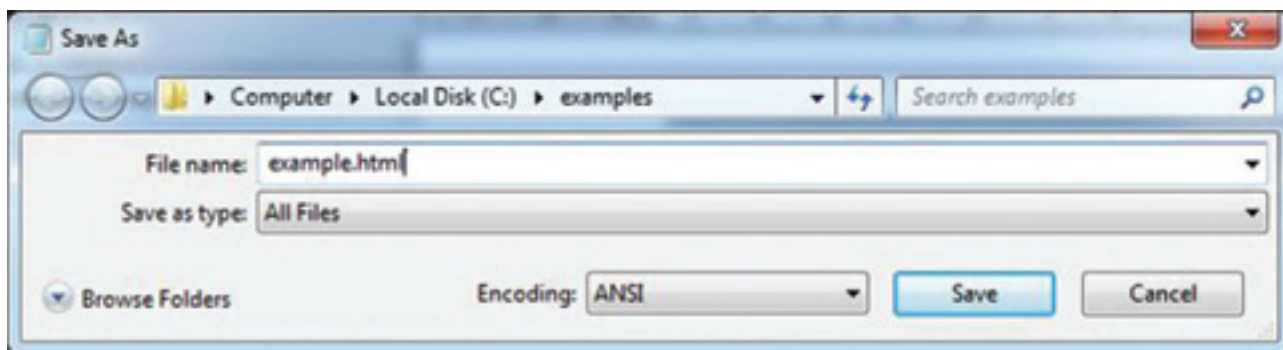 Save As
Computer Local Disk (C:) examples Search examples
File name: example.html
Save as type: All Files
Browse Folders Encoding: ANSI Save Cancel